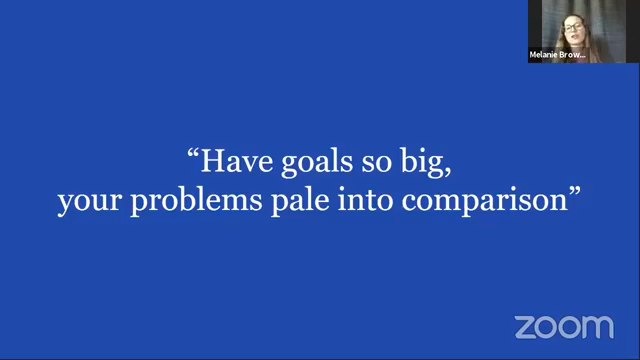 Melanie Brow...
“Have goals so big,
your problems pale into comparison”
zoom